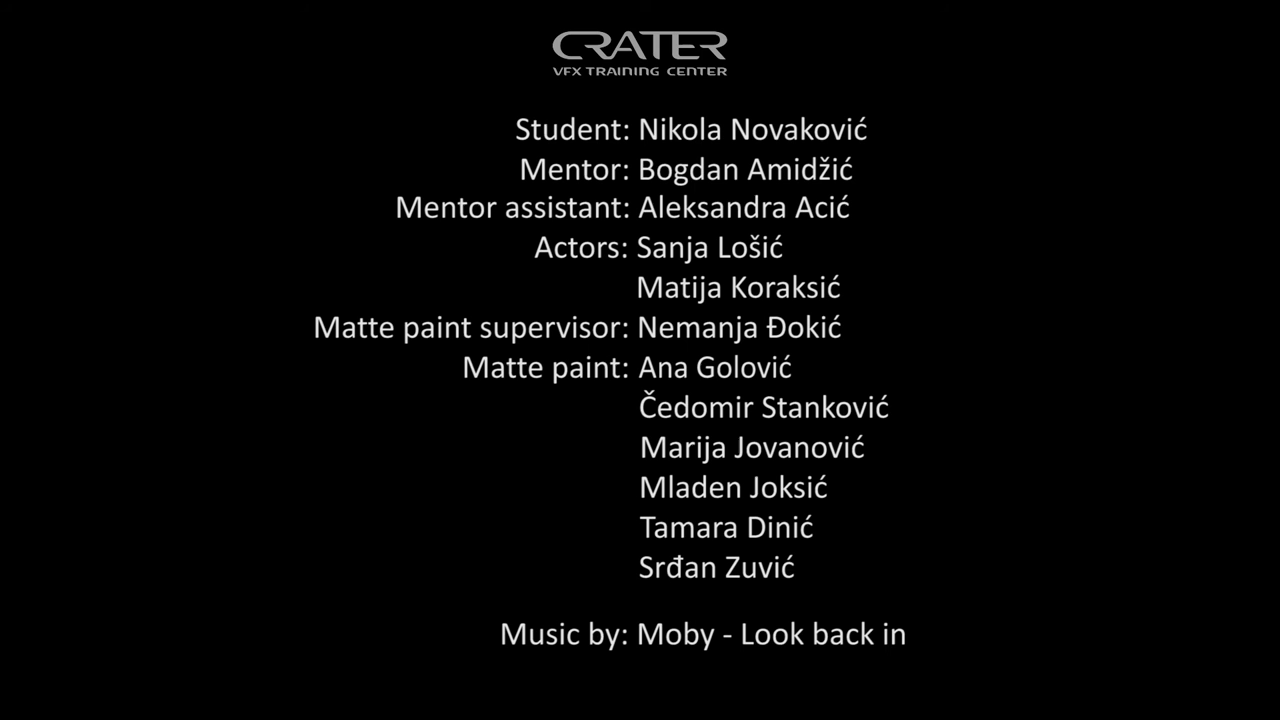 CRATER
VFX TRAINING CENTER
Student: Nikola Novaković
Mentor: Bogdan Amidžić
Mentor assistant: Aleksandra Acić
Actors: Sanja Lošić
Matija Koraksić
Matte paint supervisor: Nemanja Đokić
Matte paint: Ana Golović
Čedomir Stanković
Marija Jovanović
Mladen Joksić
Tamara Dinić
Srđan Zuvić
Music by: Moby - Look back in